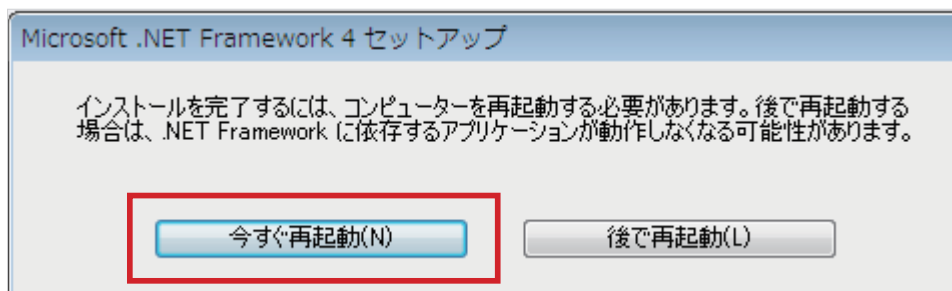 Microsoft .NET Framework 4 セットアップ
インストールを完了するには、コンピューターを再起動する必要があります。後で再起動する
場合は、.NET Framework に依存するアプリケーションが動作しなくなる可能性があります。
今すぐ再起動(N)
後で再起動(L)